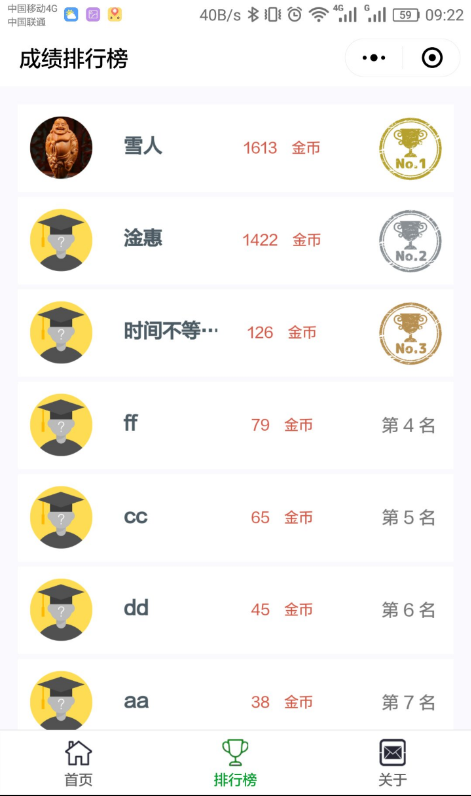 中国移动4G
中国联通
40B/s 4G G 59 09:22
成绩排行榜
雪人 1613 金币 No.1
淦惠 1422 金币 No.2
时间不等… 126 金币 No.3
ff 79 金币 第 4 名
cc 65 金币 第 5 名
dd 45 金币 第 6 名
aa 38 金币 第 7 名
首页 排行榜 关于